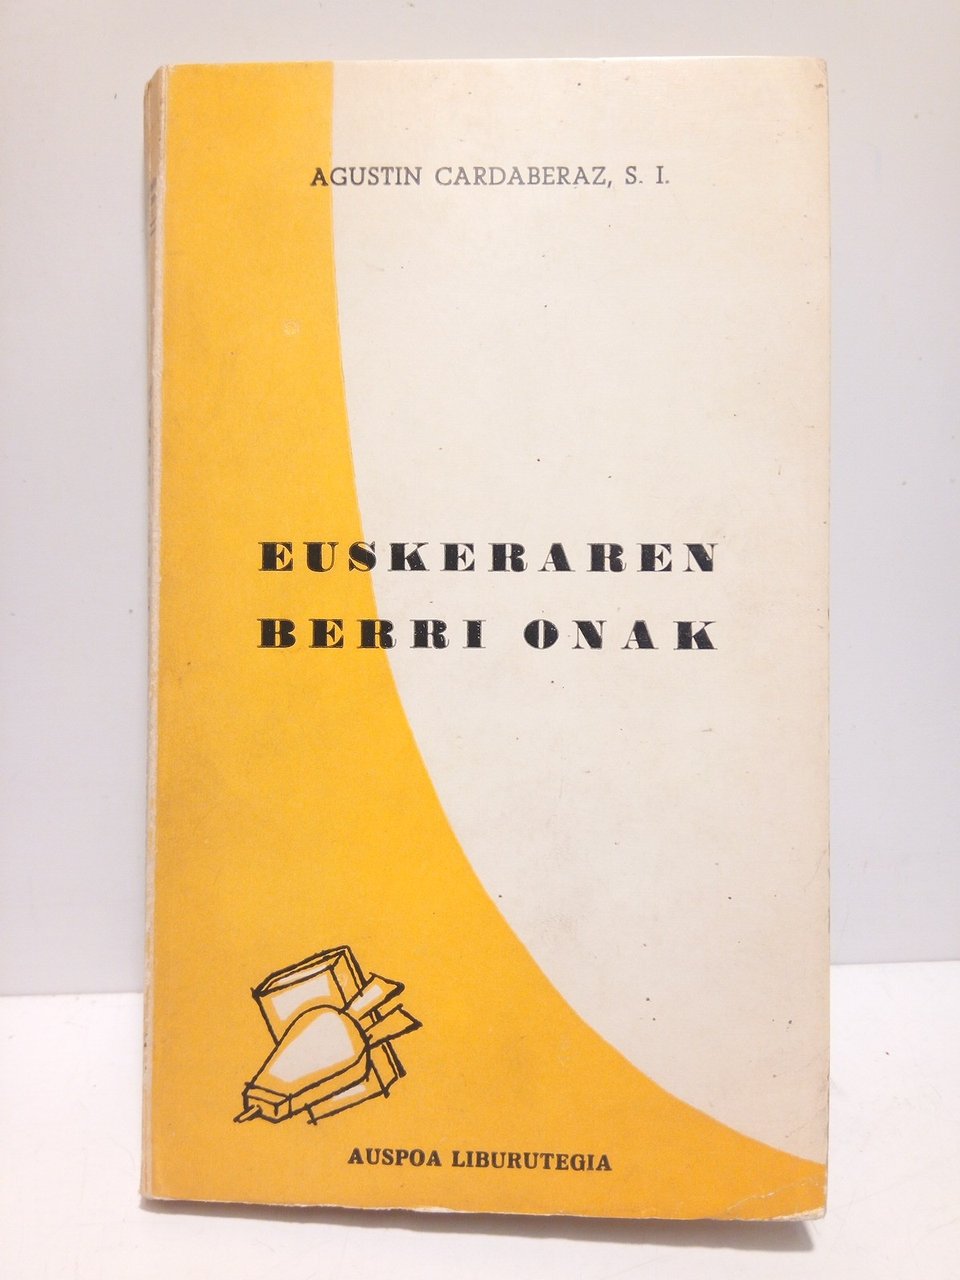 AGUSTIN CARDABERAZ, S. I.
EUSKERAREN
BERRI ONAK
AUSPOA LIBURUTEGIA